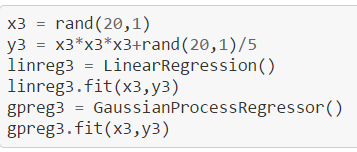 x3 = rand(20,1)
y3 = x3*x3*x3+rand(20,1)/5
linreg3 = LinearRegression()
linreg3.fit(x3,y3)
gpreg3 = GaussianProcessRegressor()
gpreg3.fit(x3,y3)